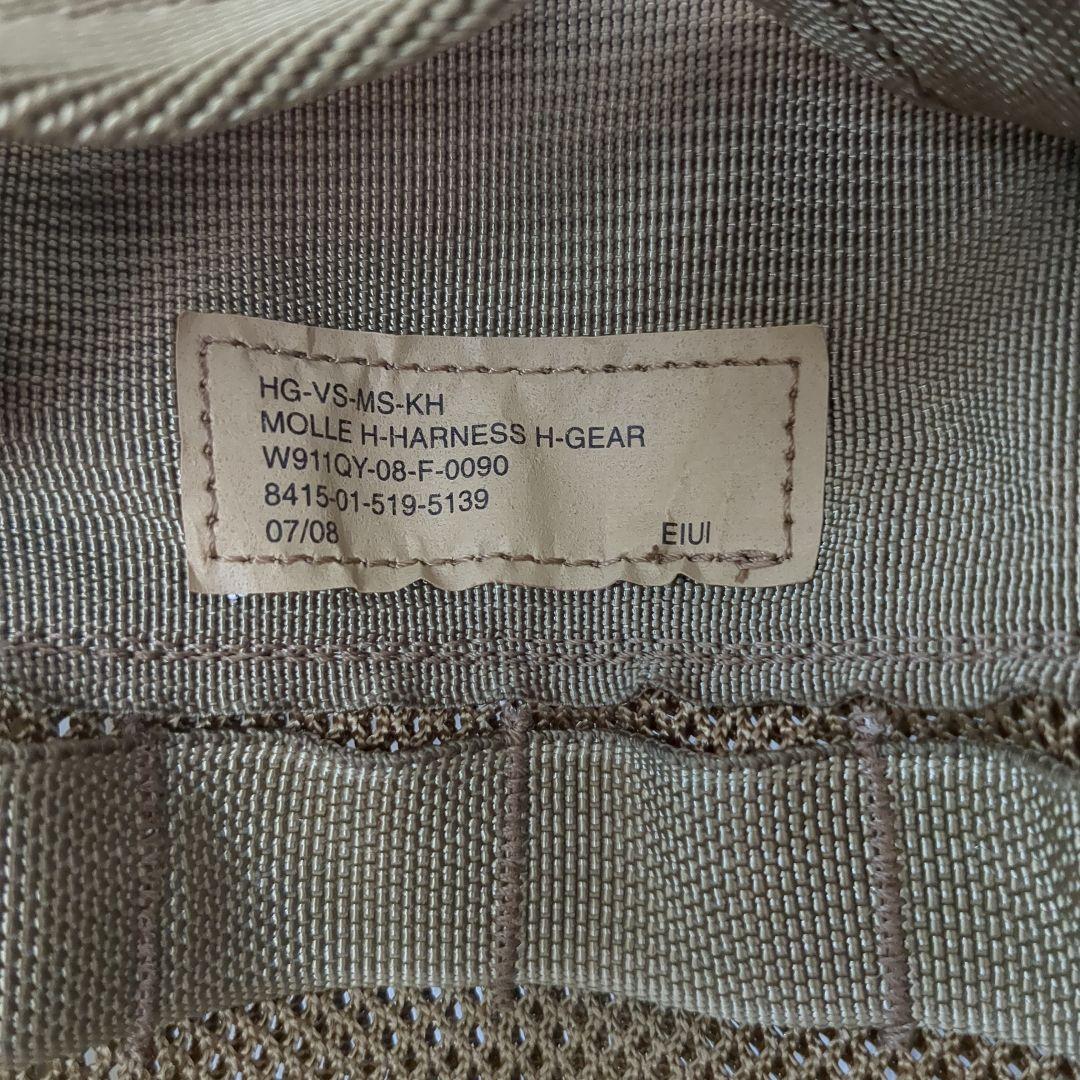 HG-VS-MS-KH
MOLLE H-HARNESS H-GEAR
W911QY-08-F-0090
8415-01-519-5139
07/08 EIUI